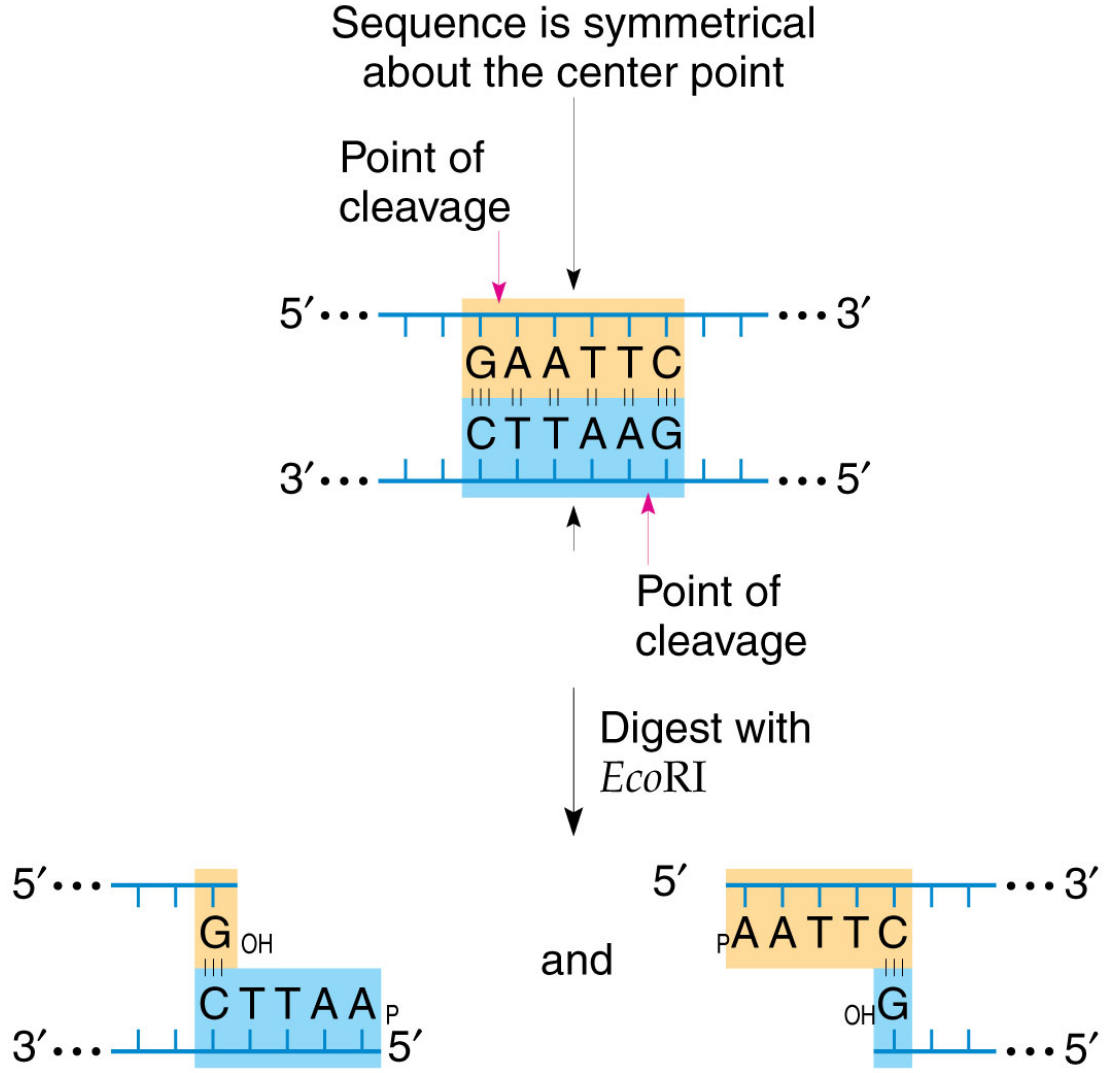 Sequence is symmetrical
about the center point
Point of
cleavage
5′••• •••3′
GAATTC
CTTAAG
3′••• •••5′
Point of
cleavage
Digest with
EcoRI
5′•••
G OH
CTTAA P
3′••• 5′
and
5′ •••3′
P AATTC
OH G
•••5′